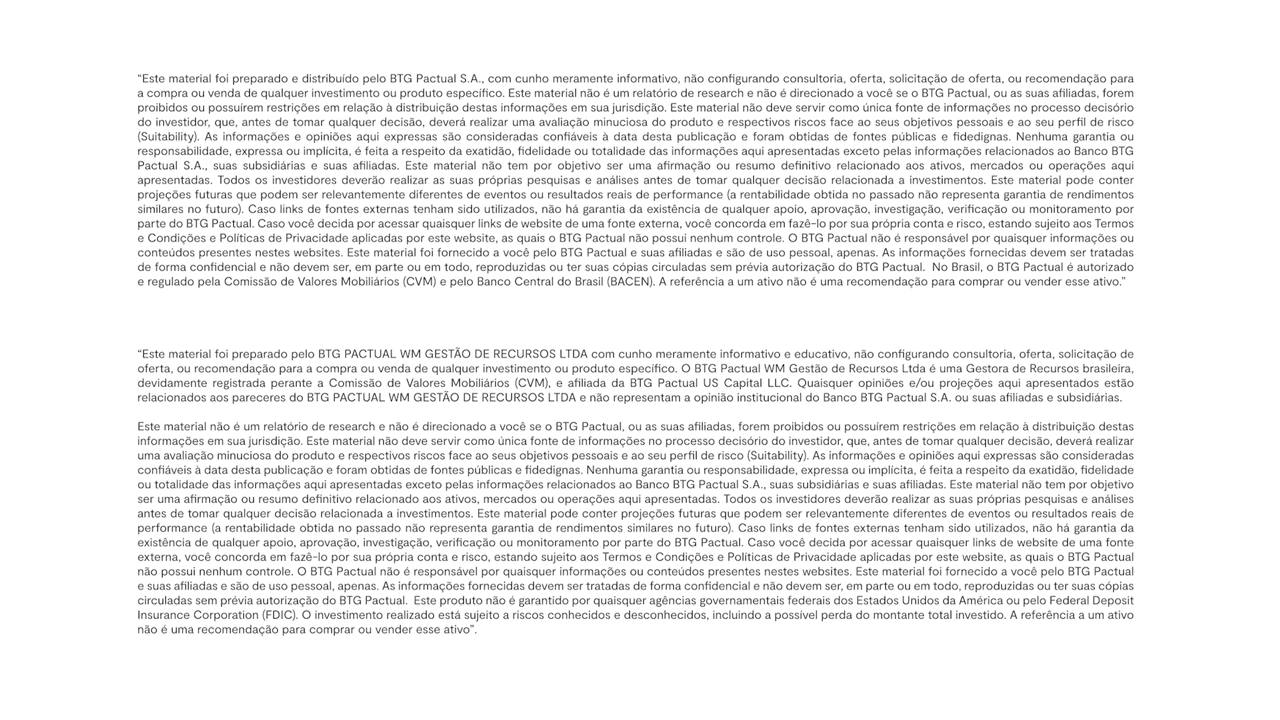 “Este material foi preparado e distribuído pelo BTG Pactual S.A., com cunho meramente informativo, não configurando consultoria, oferta, solicitação de oferta, ou recomendação para
a compra ou venda de qualquer investimento ou produto específico. Este material não é um relatório de research e não é direcionado a você se o BTG Pactual, ou as suas afiliadas, forem
proibidos ou possuírem restrições em relação à distribuição destas informações em sua jurisdição. Este material não deve servir como única fonte de informações no processo decisório
do investidor, que, antes de tomar qualquer decisão, deverá realizar uma avaliação minuciosa do produto e respectivos riscos face ao seus objetivos pessoais e ao seu perfil de risco
(Suitability). As informações e opiniões aqui expressas são consideradas confiáveis à data desta publicação e foram obtidas de fontes públicas e fidedignas. Nenhuma garantia ou
responsabilidade, expressa ou implícita, é feita a respeito da exatidão, fidelidade ou totalidade das informações aqui apresentadas exceto pelas informações relacionados ao Banco BTG
Pactual S.A., suas subsidiárias e suas afiliadas. Este material não tem por objetivo ser uma afirmação ou resumo definitivo relacionado aos ativos, mercados ou operações aqui
apresentadas. Todos os investidores deverão realizar as suas próprias pesquisas e análises antes de tomar qualquer decisão relacionada a investimentos. Este material pode conter
projeções futuras que podem ser relevantemente diferentes de eventos ou resultados reais de performance (a rentabilidade obtida no passado não representa garantia de rendimentos
similares no futuro). Caso links de fontes externas tenham sido utilizados, não há garantia da existência de qualquer apoio, aprovação, investigação, verificação ou monitoramento por
parte do BTG Pactual. Caso você decida por acessar quaisquer links de website de uma fonte externa, você concorda em fazê-lo por sua própria conta e risco, estando sujeito aos Termos
e Condições e Políticas de Privacidade aplicadas por este website, as quais o BTG Pactual não possui nenhum controle. O BTG Pactual não é responsável por quaisquer informações ou
conteúdos presentes nestes websites. Este material foi fornecido a você pelo BTG Pactual e suas afiliadas e são de uso pessoal, apenas. As informações fornecidas devem ser tratadas
de forma confidencial e não devem ser, em parte ou em todo, reproduzidas ou ter suas cópias circuladas sem prévia autorização do BTG Pactual.  No Brasil, o BTG Pactual é autorizado
e regulado pela Comissão de Valores Mobiliários (CVM) e pelo Banco Central do Brasil (BACEN). A referência a um ativo não é uma recomendação para comprar ou vender esse ativo.”
“Este material foi preparado pelo BTG PACTUAL WM GESTÃO DE RECURSOS LTDA com cunho meramente informativo e educativo, não configurando consultoria, oferta, solicitação de
oferta, ou recomendação para a compra ou venda de qualquer investimento ou produto específico. O BTG Pactual WM Gestão de Recursos Ltda é uma Gestora de Recursos brasileira,
devidamente registrada perante a Comissão de Valores Mobiliários (CVM), e afiliada da BTG Pactual US Capital LLC. Quaisquer opiniões e/ou projeções aqui apresentados estão
relacionados aos pareceres do BTG PACTUAL WM GESTÃO DE RECURSOS LTDA e não representam a opinião institucional do Banco BTG Pactual S.A. ou suas afiliadas e subsidiárias.
Este material não é um relatório de research e não é direcionado a você se o BTG Pactual, ou as suas afiliadas, forem proibidos ou possuírem restrições em relação à distribuição destas
informações em sua jurisdição. Este material não deve servir como única fonte de informações no processo decisório do investidor, que, antes de tomar qualquer decisão, deverá realizar
uma avaliação minuciosa do produto e respectivos riscos face ao seus objetivos pessoais e ao seu perfil de risco (Suitability). As informações e opiniões aqui expressas são consideradas
confiáveis à data desta publicação e foram obtidas de fontes públicas e fidedignas. Nenhuma garantia ou responsabilidade, expressa ou implícita, é feita a respeito da exatidão, fidelidade
ou totalidade das informações aqui apresentadas exceto pelas informações relacionados ao Banco BTG Pactual S.A., suas subsidiárias e suas afiliadas. Este material não tem por objetivo
ser uma afirmação ou resumo definitivo relacionado aos ativos, mercados ou operações aqui apresentadas. Todos os investidores deverão realizar as suas próprias pesquisas e análises
antes de tomar qualquer decisão relacionada a investimentos. Este material pode conter projeções futuras que podem ser relevantemente diferentes de eventos ou resultados reais de
performance (a rentabilidade obtida no passado não representa garantia de rendimentos similares no futuro). Caso links de fontes externas tenham sido utilizados, não há garantia da
existência de qualquer apoio, aprovação, investigação, verificação ou monitoramento por parte do BTG Pactual. Caso você decida por acessar quaisquer links de website de uma fonte
externa, você concorda em fazê-lo por sua própria conta e risco, estando sujeito aos Termos e Condições e Políticas de Privacidade aplicadas por este website, as quais o BTG Pactual
não possui nenhum controle. O BTG Pactual não é responsável por quaisquer informações ou conteúdos presentes nestes websites. Este material foi fornecido a você pelo BTG Pactual
e suas afiliadas e são de uso pessoal, apenas. As informações fornecidas devem ser tratadas de forma confidencial e não devem ser, em parte ou em todo, reproduzidas ou ter suas cópias
circuladas sem prévia autorização do BTG Pactual.  Este produto não é garantido por quaisquer agências governamentais federais dos Estados Unidos da América ou pelo Federal Deposit
Insurance Corporation (FDIC). O investimento realizado está sujeito a riscos conhecidos e desconhecidos, incluindo a possível perda do montante total investido. A referência a um ativo
não é uma recomendação para comprar ou vender esse ativo”.